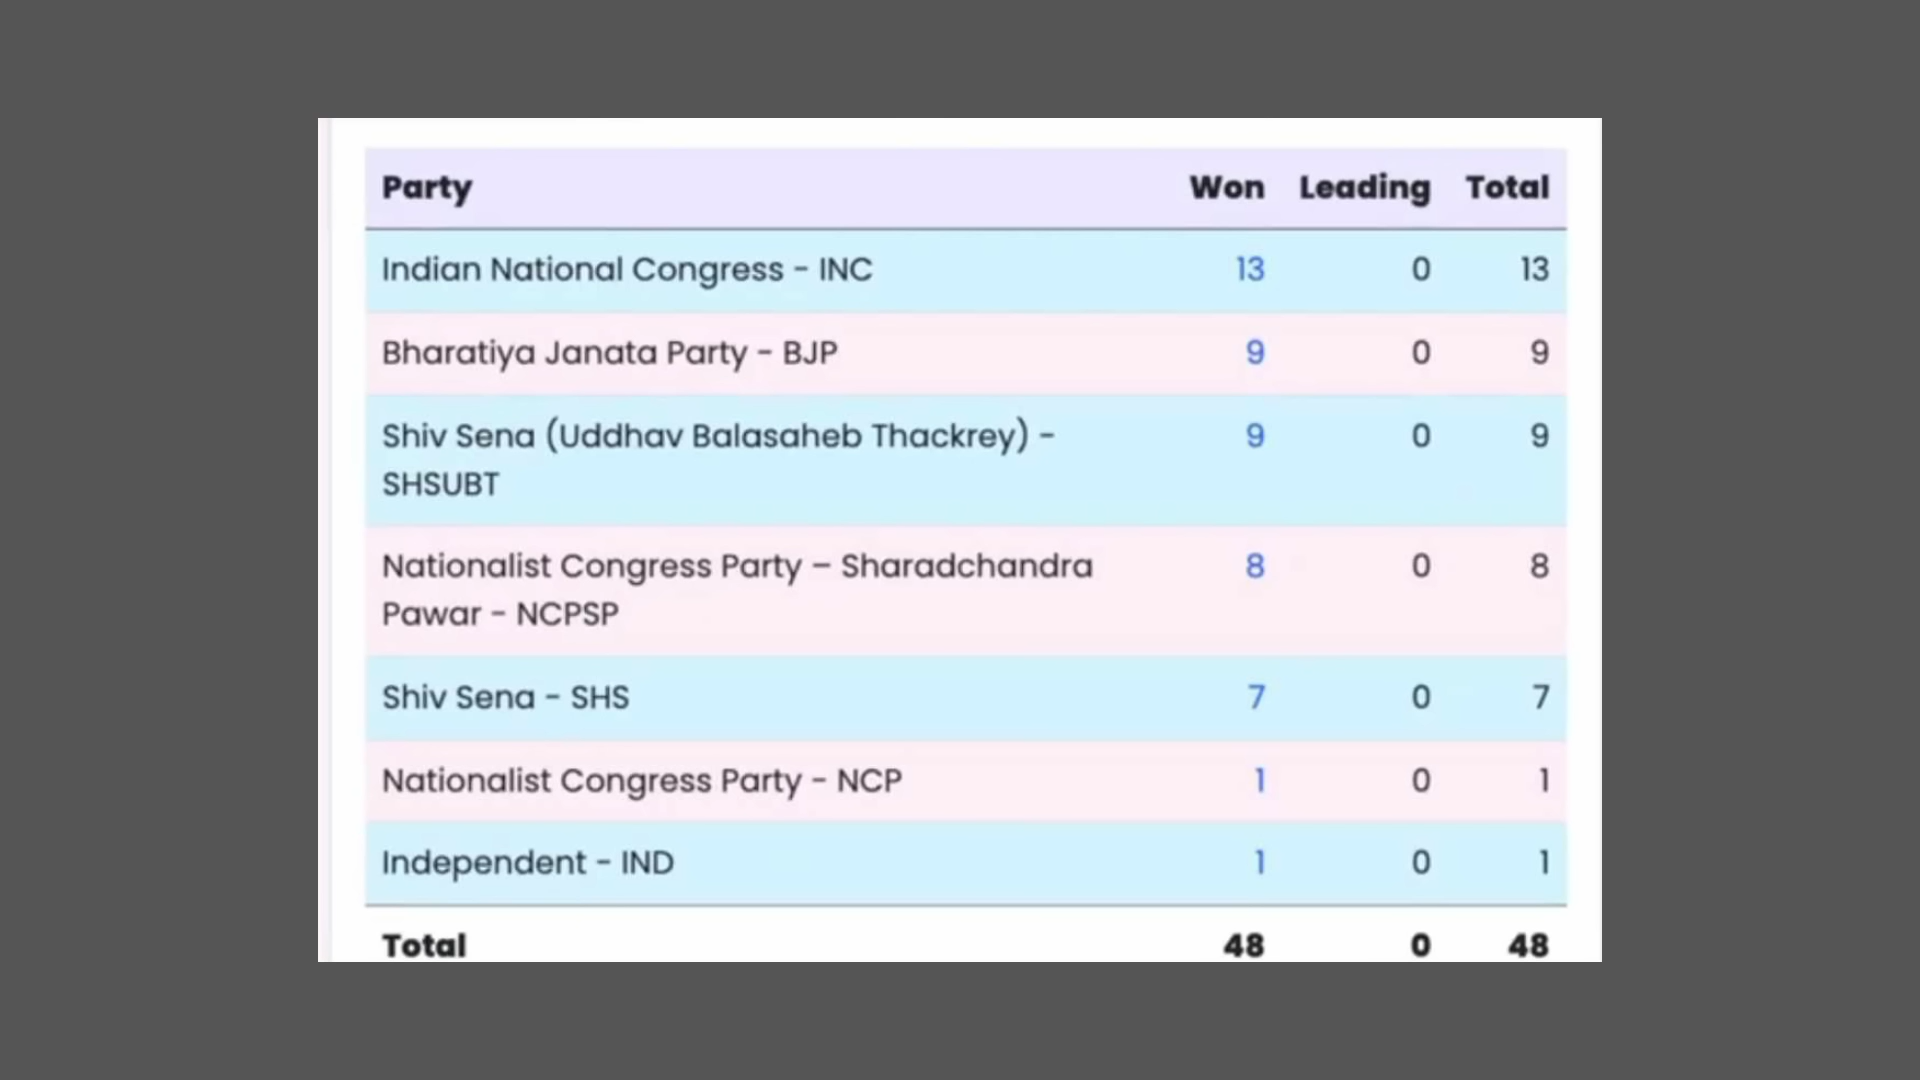 Party Won Leading Total
Indian National Congress - INC 13 0 13
Bharatiya Janata Party - BJP 9 0 9
Shiv Sena (Uddhav Balasaheb Thackrey) - 9 0 9
SHSUBT
Nationalist Congress Party – Sharadchandra 8 0 8
Pawar - NCPSP
Shiv Sena - SHS 7 0 7
Nationalist Congress Party - NCP 1 0 1
Independent - IND 1 0 1
Total 48 0 48